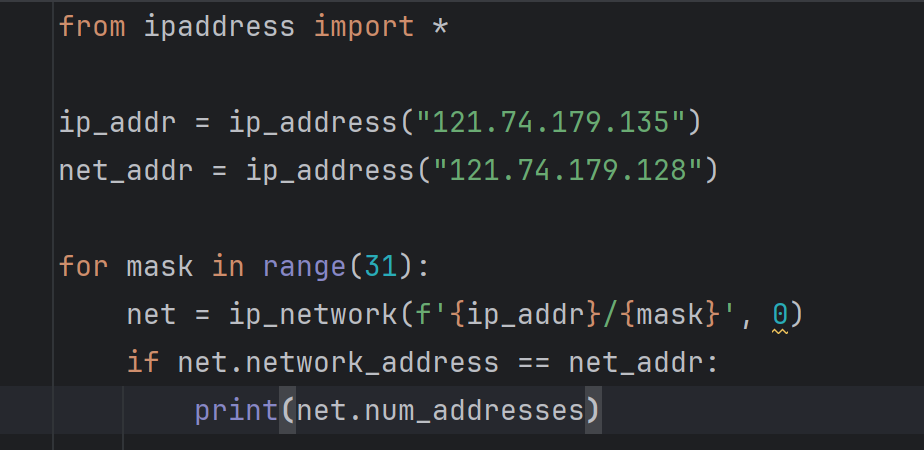 from ipaddress import *
ip_addr = ip_address("121.74.179.135")
net_addr = ip_address("121.74.179.128")
for mask in range(31):
    net = ip_network(f'{ip_addr}/{mask}', 0)
    if net.network_address == net_addr:
        print(net.num_addresses)